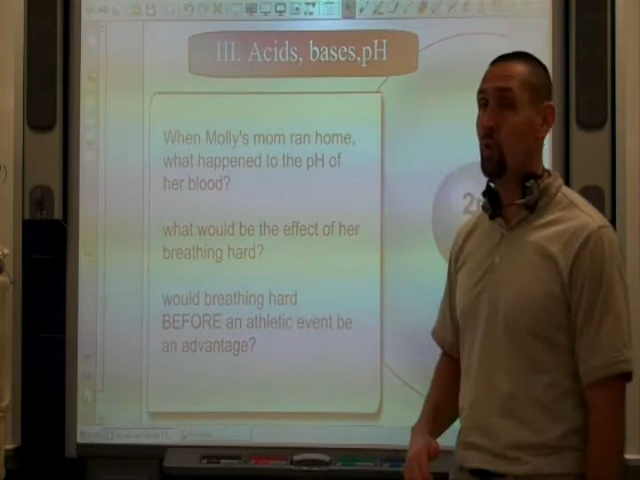 III. Acids, bases,pH
When Molly's mom ran home,
what happened to the pH of
her blood?
what would be the effect of her
breathing hard?
would breathing hard
BEFORE an athletic event be
an advantage?